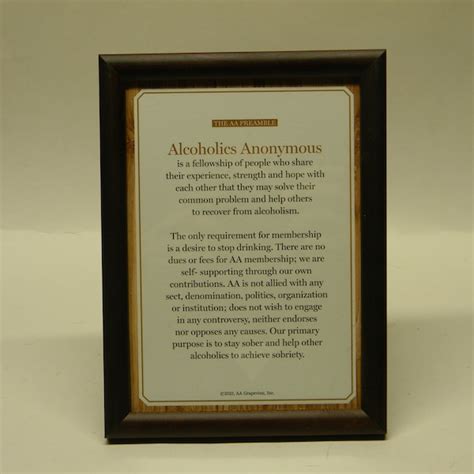 THE AA PREAMBLE
Alcoholics Anonymous
is a fellowship of people who share
their experience, strength and hope with
each other that they may solve their
common problem and help others
to recover from alcoholism.
The only requirement for membership
is a desire to stop drinking. There are no
dues or fees for AA membership; we are
self- supporting through our own
contributions. AA is not allied with any
sect, denomination, politics, organization
or institution; does not wish to engage
in any controversy, neither endorses
nor opposes any causes. Our primary
purpose is to stay sober and help other
alcoholics to achieve sobriety.
AA Grapevine, Inc.